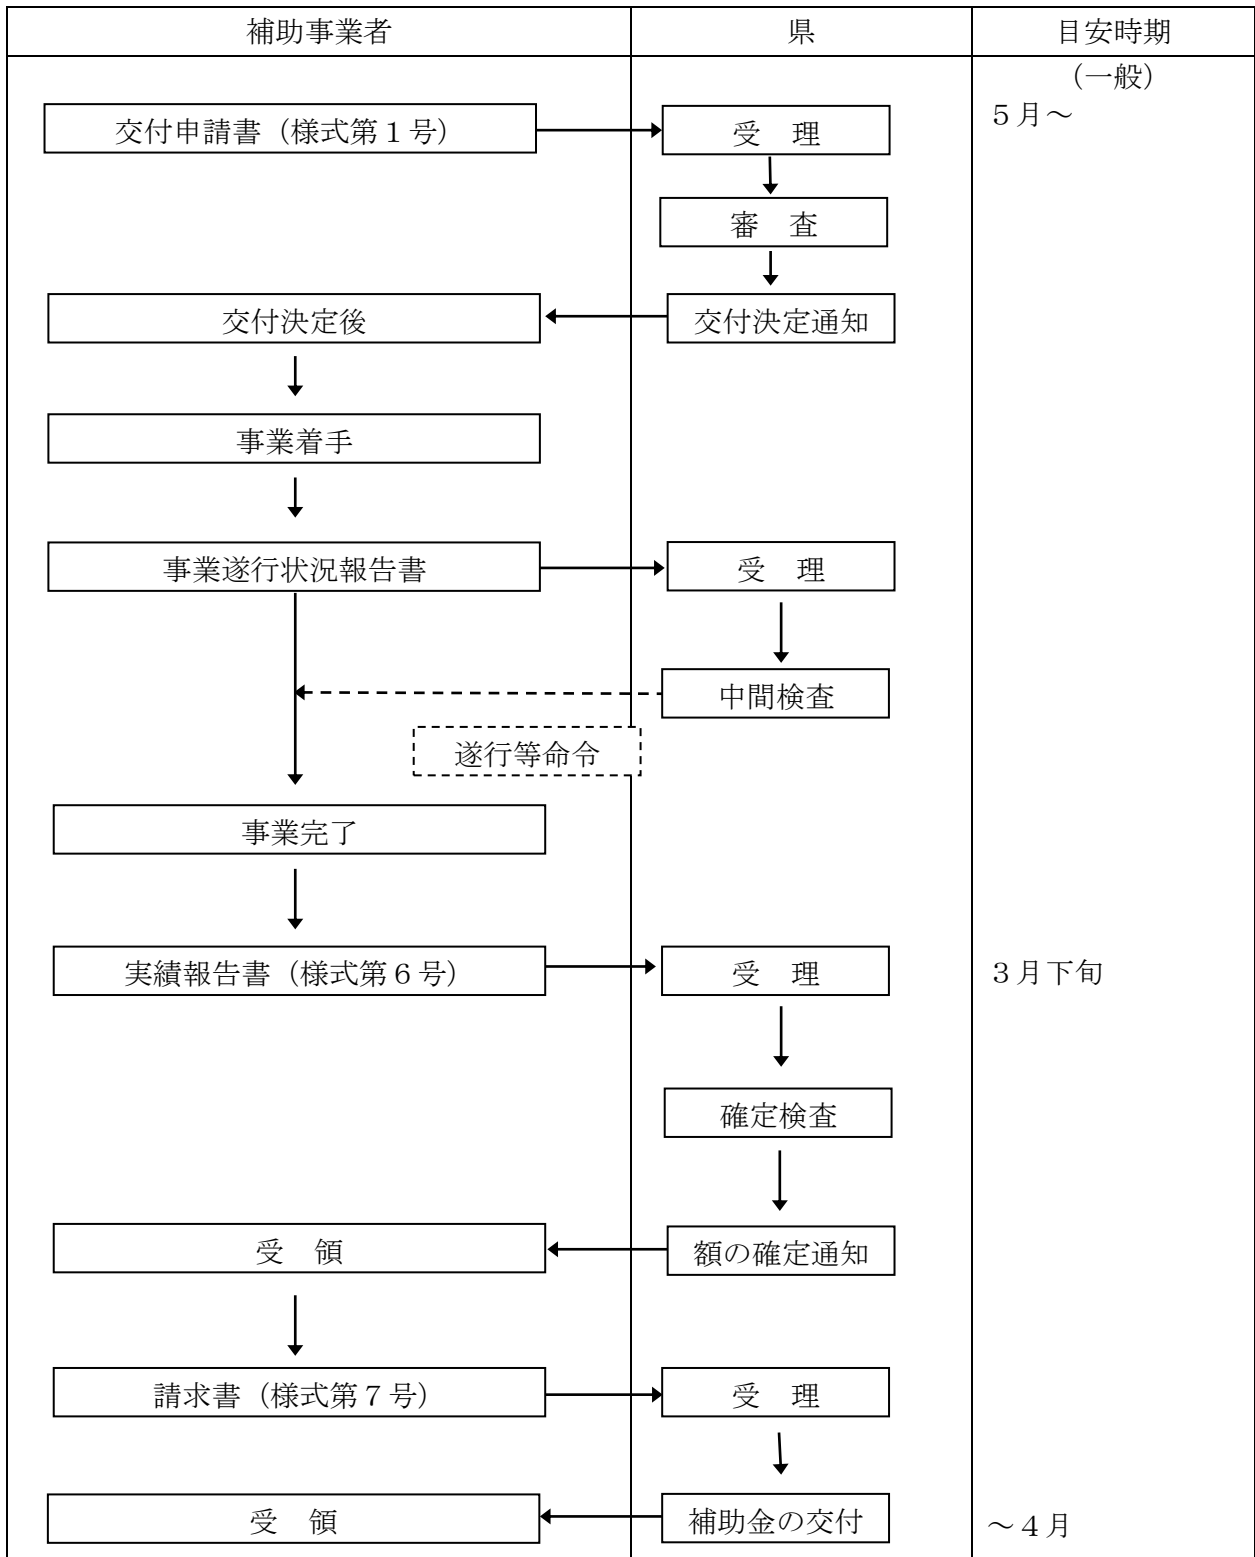 補助事業者 県 目安時期
(一般)
交付申請書(様式第1号) 受 理 5月~
審 査
交付決定後 交付決定通知
事業着手
事業遂行状況報告書 受 理
中間検査
遂行等命令
事業完了
実績報告書(様式第6号) 受 理 3月下旬
確定検査
受 領 額の確定通知
請求書(様式第7号) 受 理
受 領 補助金の交付 ~4月